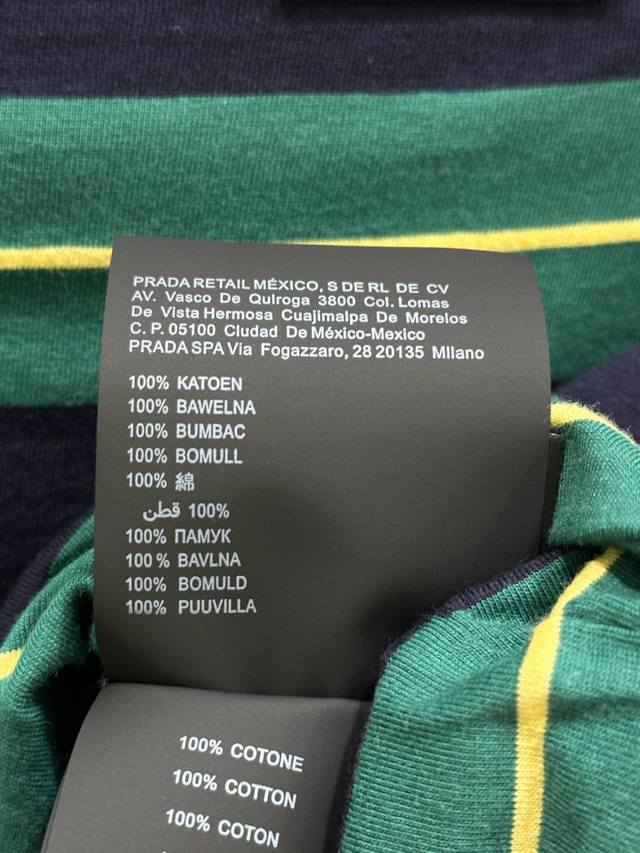 PRADA RETAIL MÉXICO, S DE RL DE CV
AV. Vasco De Quiroga 3800 Col. Lomas
De Vista Hermosa Cuajimalpa De Morelos
C. P. 05100 Ciudad De México-Mexico
PRADA SPA Via Fogazzaro, 28 20135 Milano
100% KATOEN
100% BAWELNA
100% BUMBAC
100% BOMULL
100% 綿
100% قطن
100% ПАМУК
100% BAVLNA
100% BOMULD
100% PUUVILLA
100% COTONE
100% COTTON
100% COTON